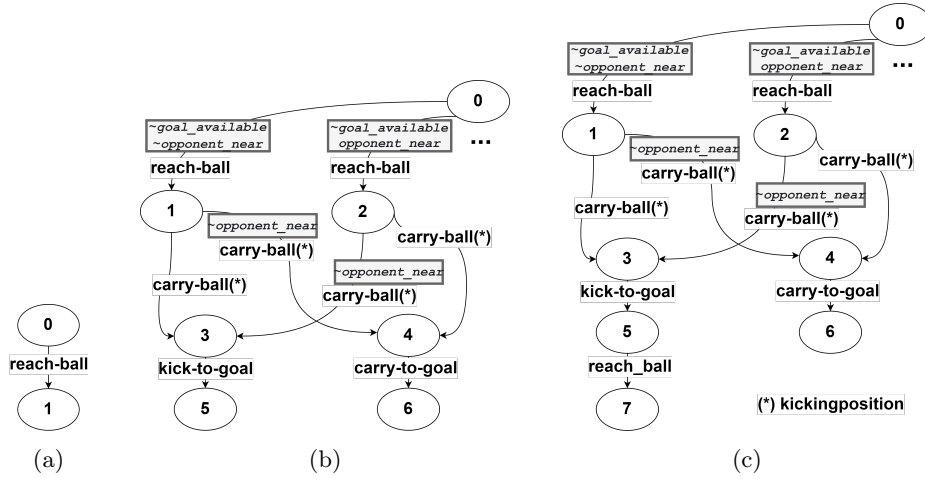 0
reach-ball
1
(a)
0
~goal_available
~opponent_near
~goal_available
opponent_near
...
reach-ball
reach-ball
1
2
~opponent_near
carry-ball(*)
carry-ball(*)
~opponent_near
carry-ball(*)
carry-ball(*)
3
4
kick-to-goal
carry-to-goal
5
6
(b)
0
~goal_available
~opponent_near
~goal_available
opponent_near
...
reach-ball
reach-ball
1
2
~opponent_near
carry-ball(*)
carry-ball(*)
~opponent_near
carry-ball(*)
carry-ball(*)
3
4
kick-to-goal
carry-to-goal
5
6
reach_ball
7
(*) kickingposition
(c)